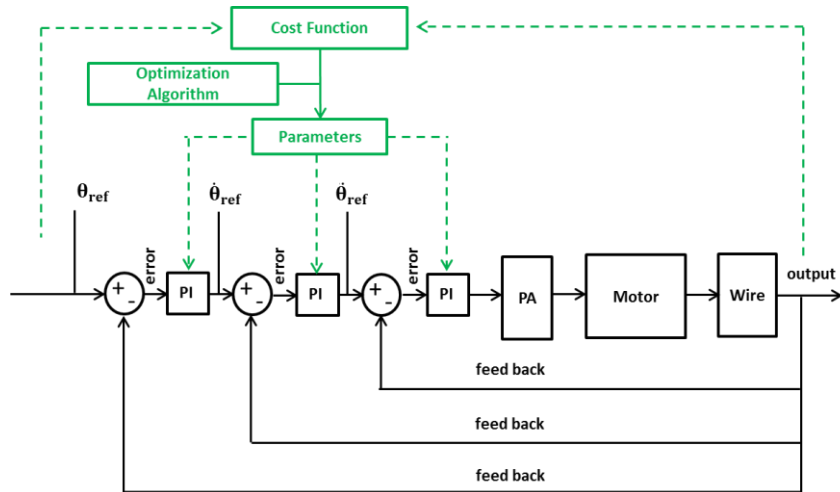 Cost Function
Optimization
Algorithm
Parameters
θref
θ̇ref
θ̇ref
error
error
error
+
-
+
-
+
-
PI
PI
PI
PA
Motor
Wire
output
feed back
feed back
feed back